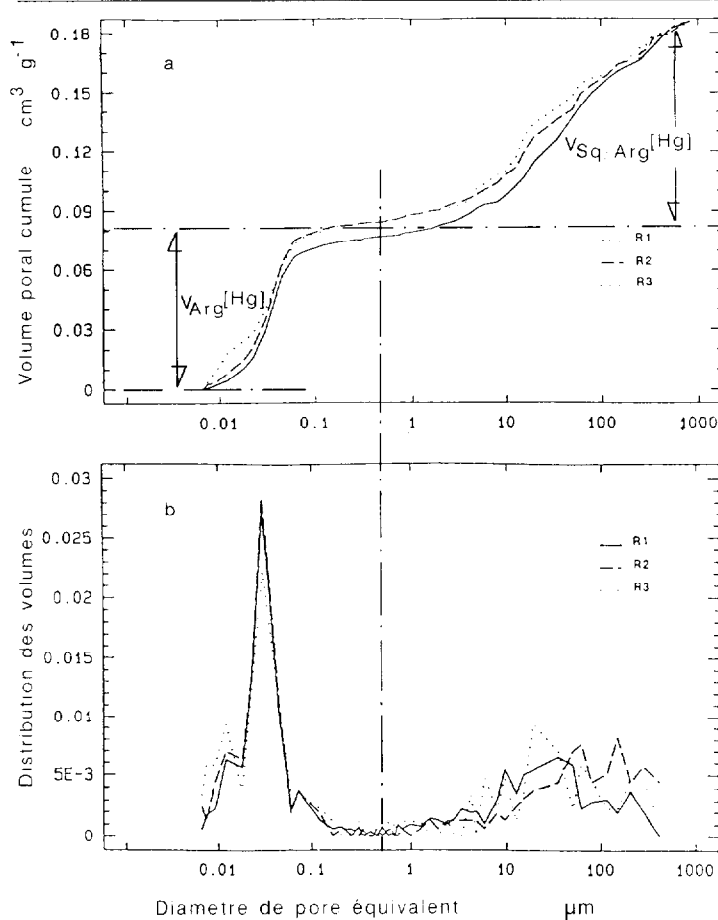 Volume poral cumule cm³ g⁻¹
0.18
0.15
0.12
0.09
0.06
0.03
0
a
V Sq, Arg [Hg]
V Arg [Hg]
R1
R2
R3
0.01 0.1 1 10 100 1000
Distribution des volumes
0.03
0.025
0.02
0.015
0.01
5E-3
0
b
R1
R2
R3
0.01 0.1 1 10 100 1000
Diametre de pore équivalent μm